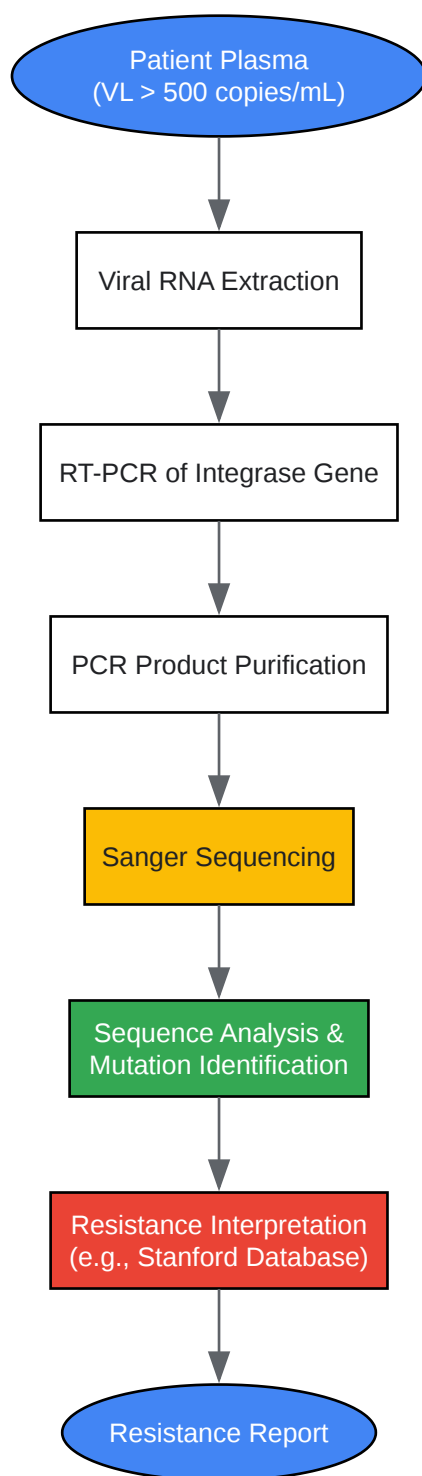 Patient Plasma
(VL > 500 copies/mL)
Viral RNA Extraction
RT-PCR of Integrase Gene
PCR Product Purification
Sanger Sequencing
Sequence Analysis &
Mutation Identification
Resistance Interpretation
(e.g., Stanford Database)
Resistance Report